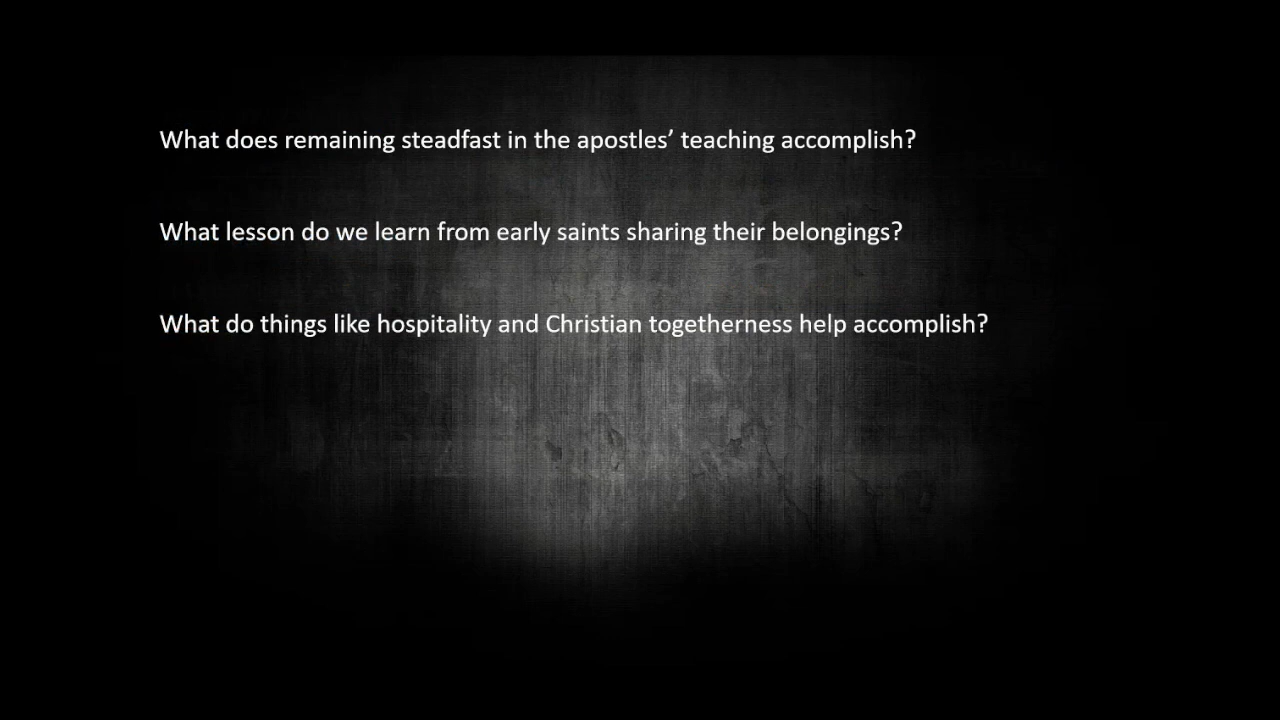 What does remaining steadfast in the apostles’ teaching accomplish?
What lesson do we learn from early saints sharing their belongings?
What do things like hospitality and Christian togetherness help accomplish?